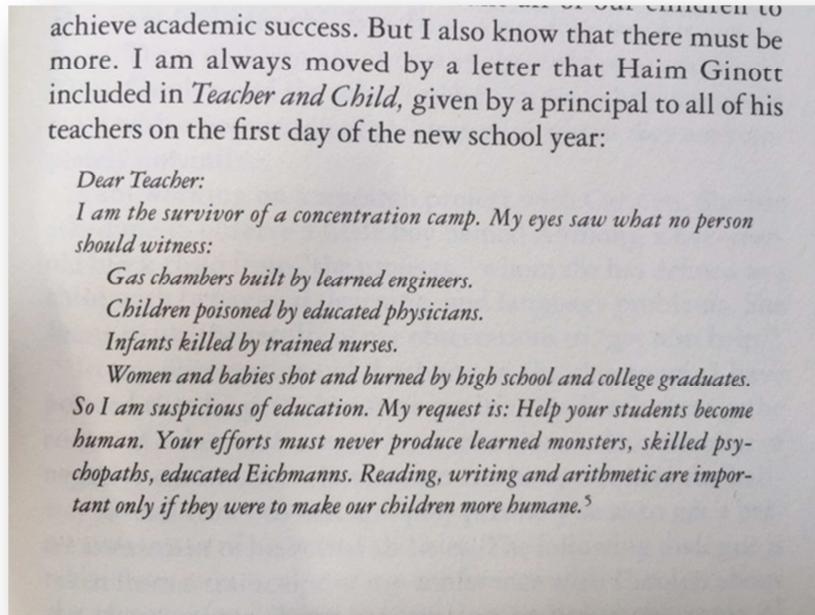 children to
achieve academic success. But I also know that there must be
more. I am always moved by a letter that Haim Ginott
included in Teacher and Child, given by a principal to all of his
teachers on the first day of the new school year:
Dear Teacher:
I am the survivor of a concentration camp. My eyes saw what no person
should witness:
Gas chambers built by learned engineers.
Children poisoned by educated physicians.
Infants killed by trained nurses.
Women and babies shot and burned by high school and college graduates.
So I am suspicious of education. My request is: Help your students become
human. Your efforts must never produce learned monsters, skilled psy-
chopaths, educated Eichmanns. Reading, writing and arithmetic are impor-
tant only if they were to make our children more humane.⁵